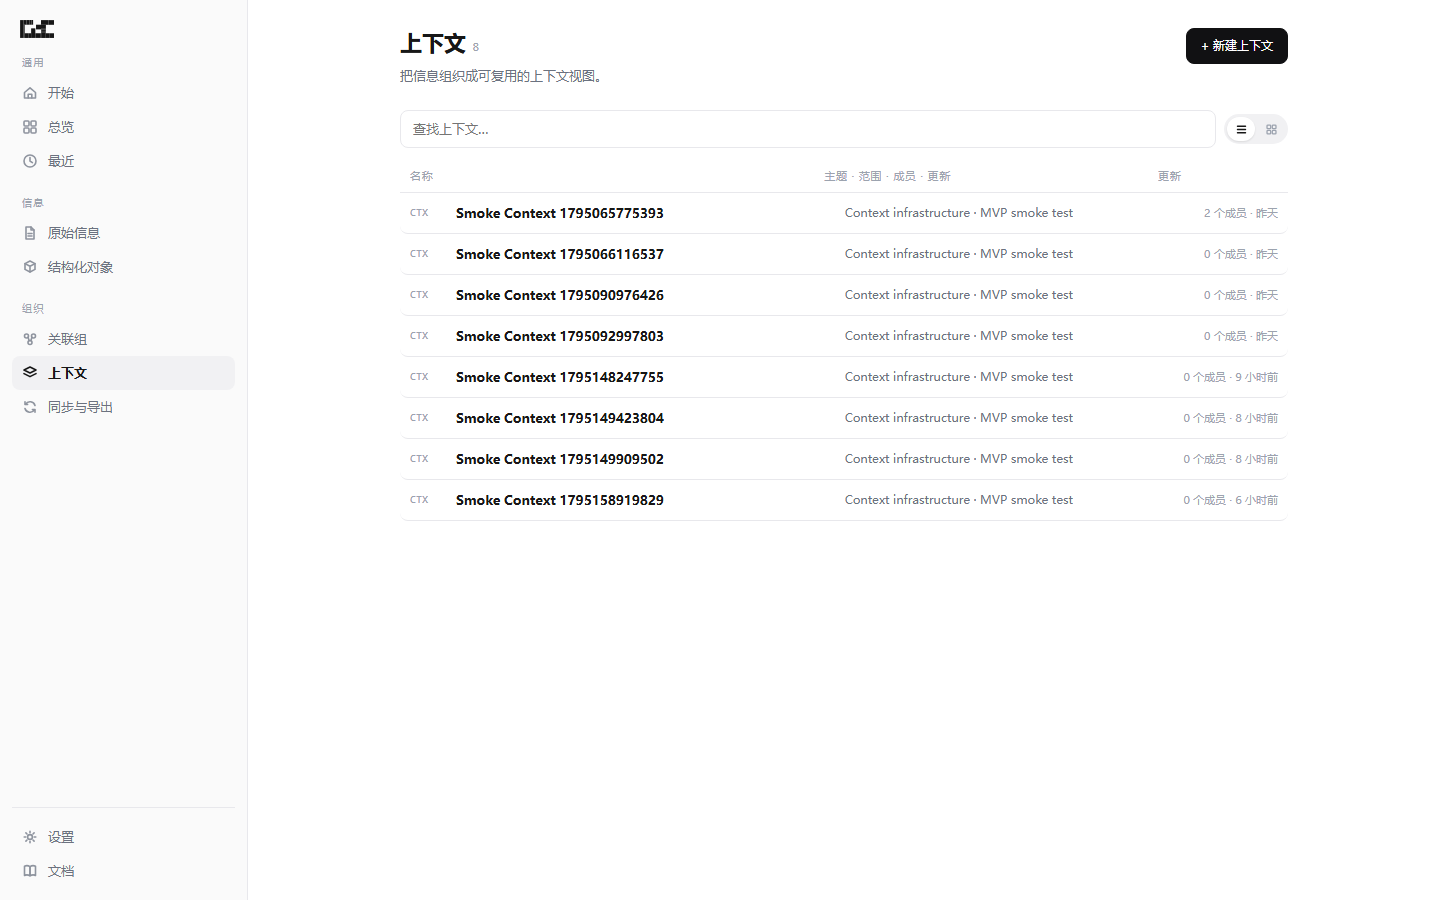 GC
通用
开始
总览
最近
信息
原始信息
结构化对象
组织
关联组
上下文
同步与导出
设置
文档
上下文 8
把信息组织成可复用的上下文视图。
+ 新建上下文
查找上下文...
名称 主题 · 范围 · 成员 · 更新 更新
CTX Smoke Context 1795065775393 Context infrastructure · MVP smoke test 2 个成员 · 昨天
CTX Smoke Context 1795066116537 Context infrastructure · MVP smoke test 0 个成员 · 昨天
CTX Smoke Context 1795090976426 Context infrastructure · MVP smoke test 0 个成员 · 昨天
CTX Smoke Context 1795092997803 Context infrastructure · MVP smoke test 0 个成员 · 昨天
CTX Smoke Context 1795148247755 Context infrastructure · MVP smoke test 0 个成员 · 9 小时前
CTX Smoke Context 1795149423804 Context infrastructure · MVP smoke test 0 个成员 · 8 小时前
CTX Smoke Context 1795149909502 Context infrastructure · MVP smoke test 0 个成员 · 8 小时前
CTX Smoke Context 1795158919829 Context infrastructure · MVP smoke test 0 个成员 · 6 小时前